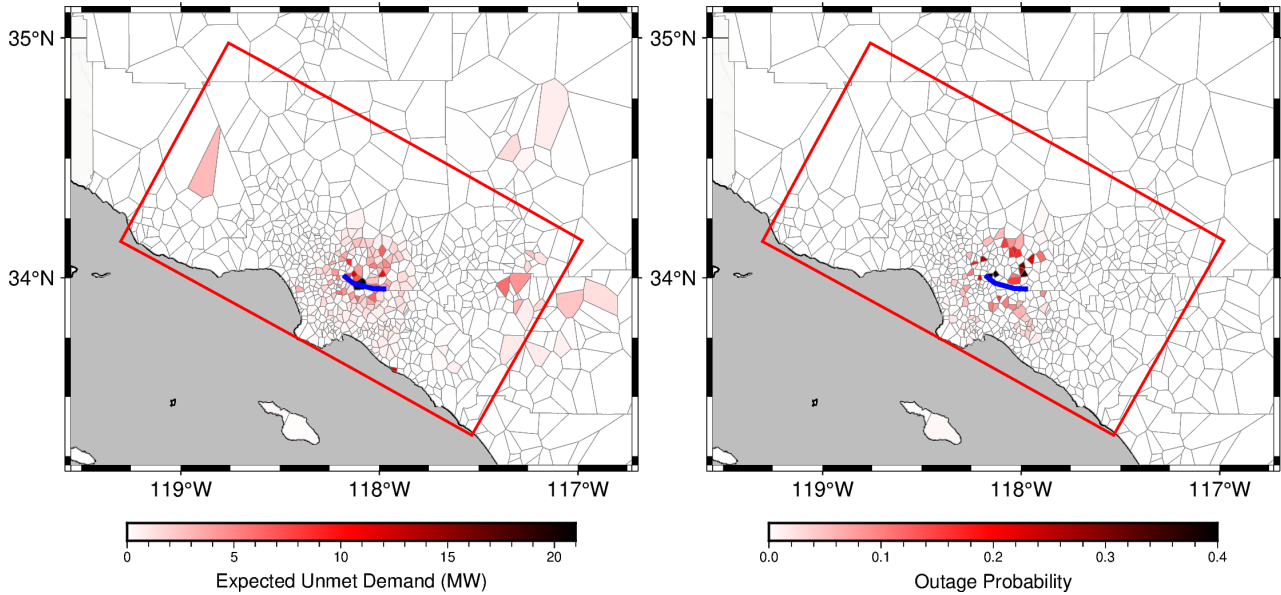 35°N
34°N
119°W 118°W 117°W
0 5 10 15 20
Expected Unmet Demand (MW)
35°N
34°N
119°W 118°W 117°W
0.0 0.1 0.2 0.3 0.4
Outage Probability